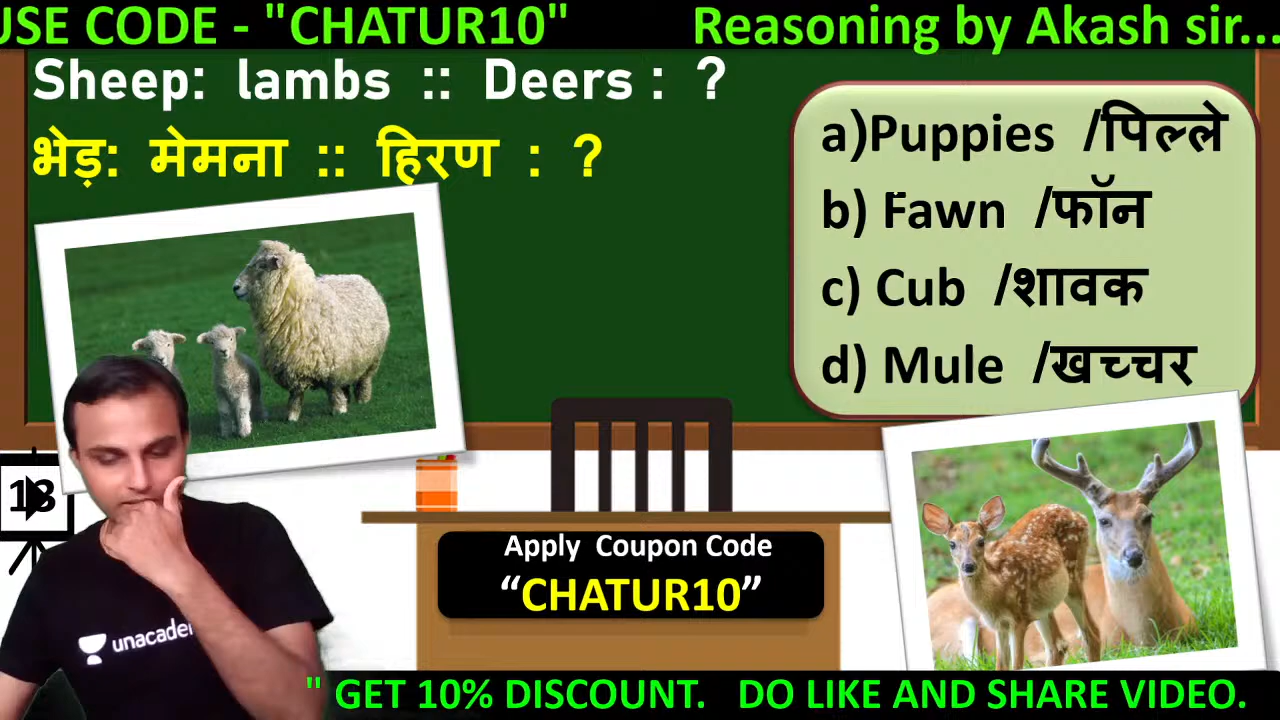 USE CODE - "CHATUR10" Reasoning by Akash sir...
Sheep: lambs :: Deers : ?
भेड़: मेमना :: हिरण : ?
a)Puppies /पिल्ले
b) Fawn /फॉन
c) Cub /शावक
d) Mule /खच्चर
Apply Coupon Code
“CHATUR10”
" GET 10% DISCOUNT. DO LIKE AND SHARE VIDEO.